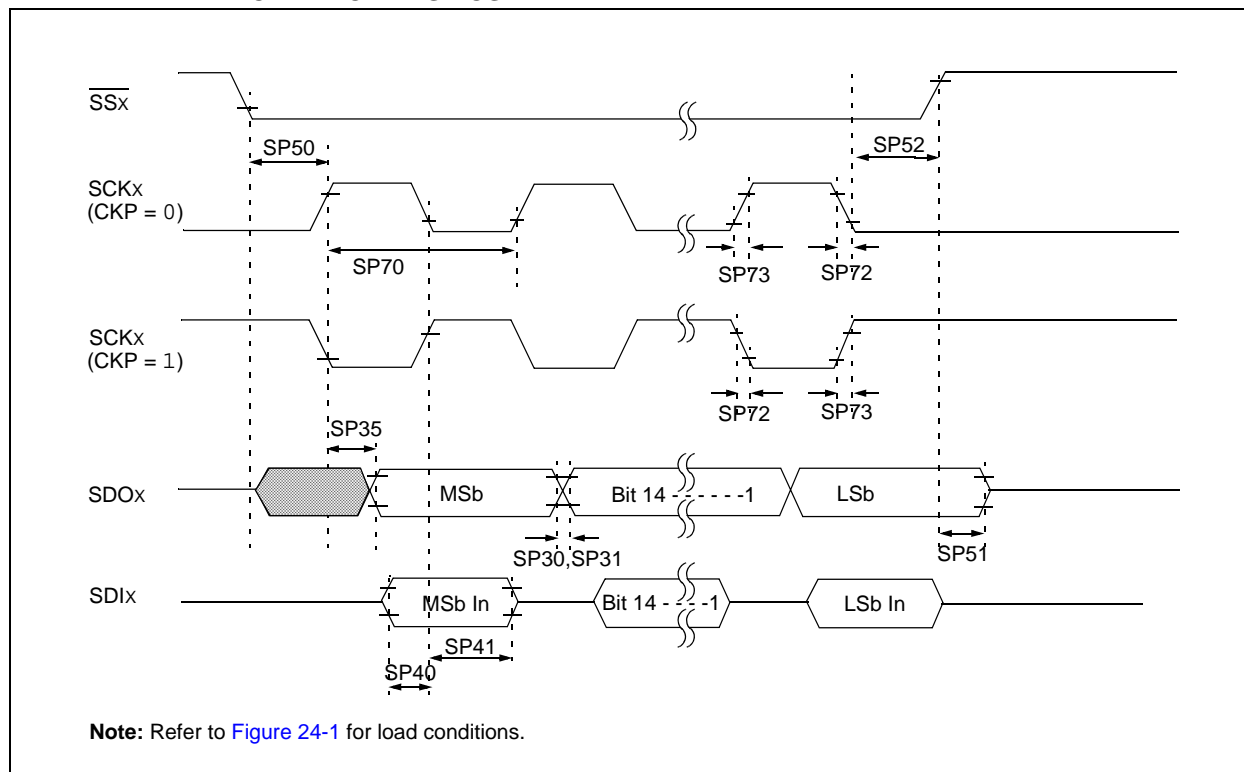 SSx
SP50
SP52
SCKx
(CKP = 0)
SP70
SP73
SP72
SCKx
(CKP = 1)
SP72
SP73
SP35
SDOx
MSb
Bit 14 - - - - - -1
LSb
SP30,SP31
SP51
SDIx
MSb In
Bit 14 - - - -1
LSb In
SP41
SP40
Note: Refer to Figure 24-1 for load conditions.